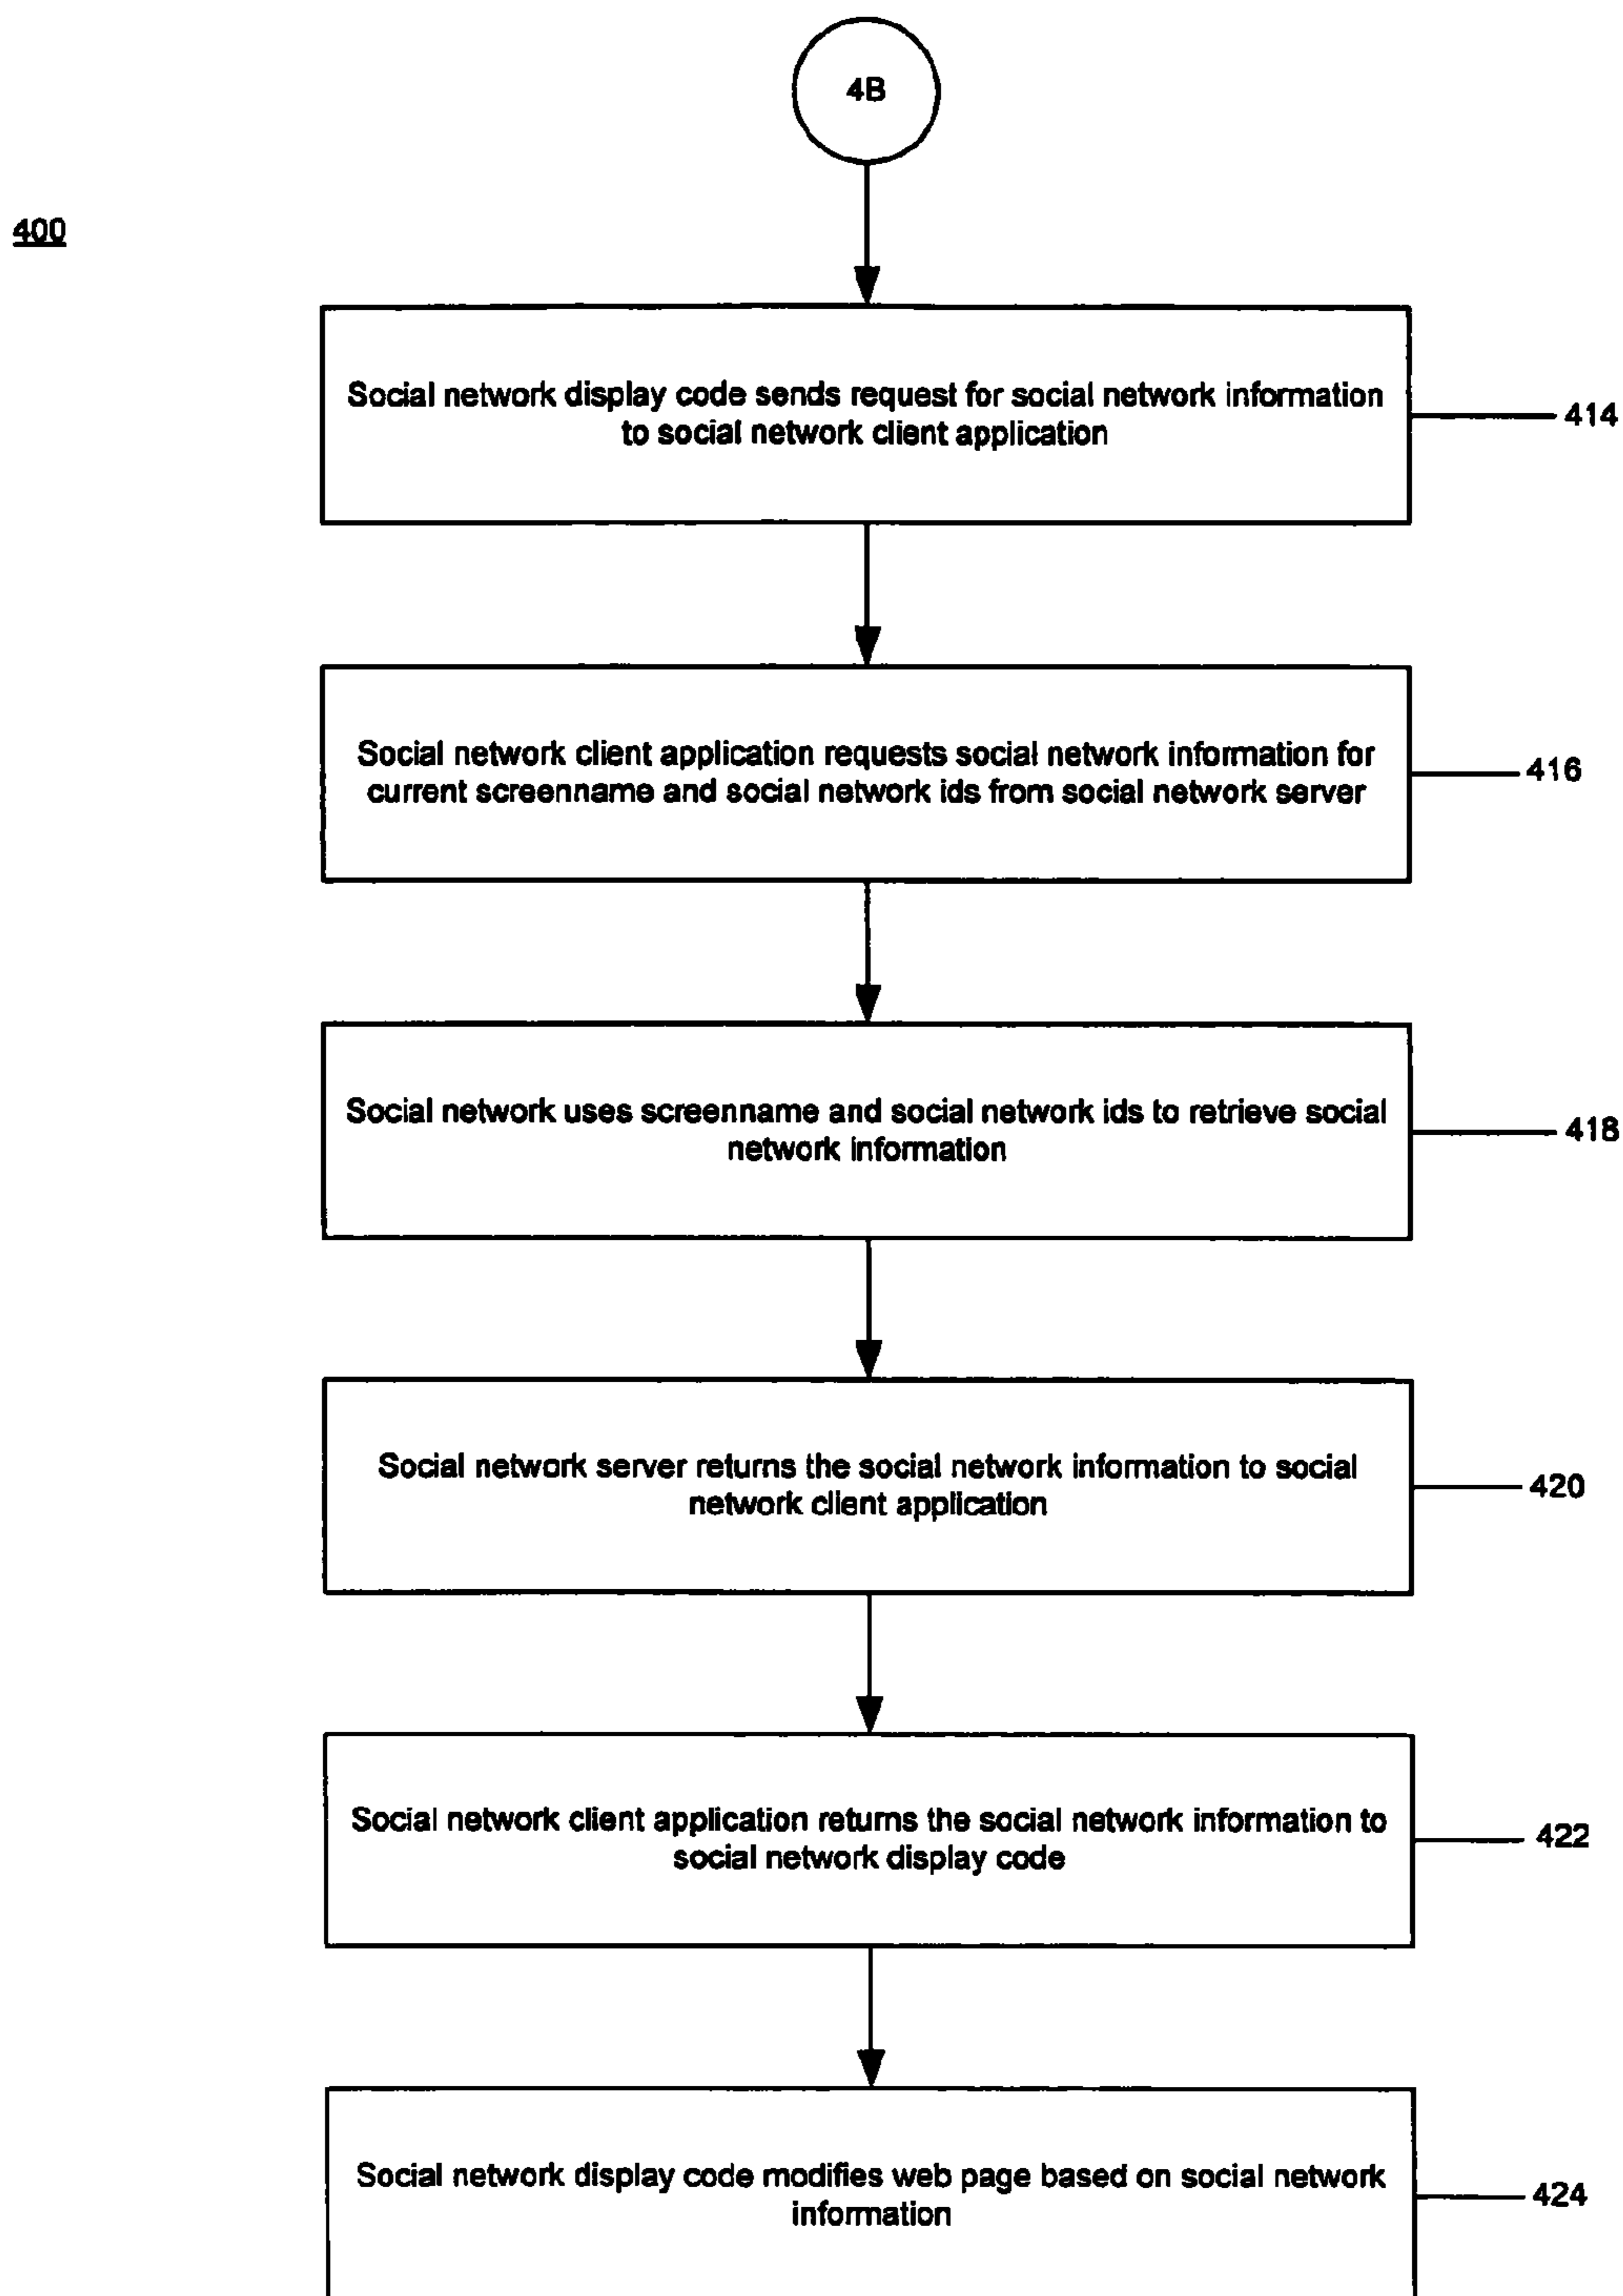 4B
400
Social network display code sends request for social network information
to social network client application
414
Social network client application requests social network information for
current screenname and social network ids from social network server
416
Social network uses screenname and social network ids to retrieve social
network information
418
Social network server returns the social network information to social
network client application
420
Social network client application returns the social network information to
social network display code
422
Social network display code modifies web page based on social network
information
424